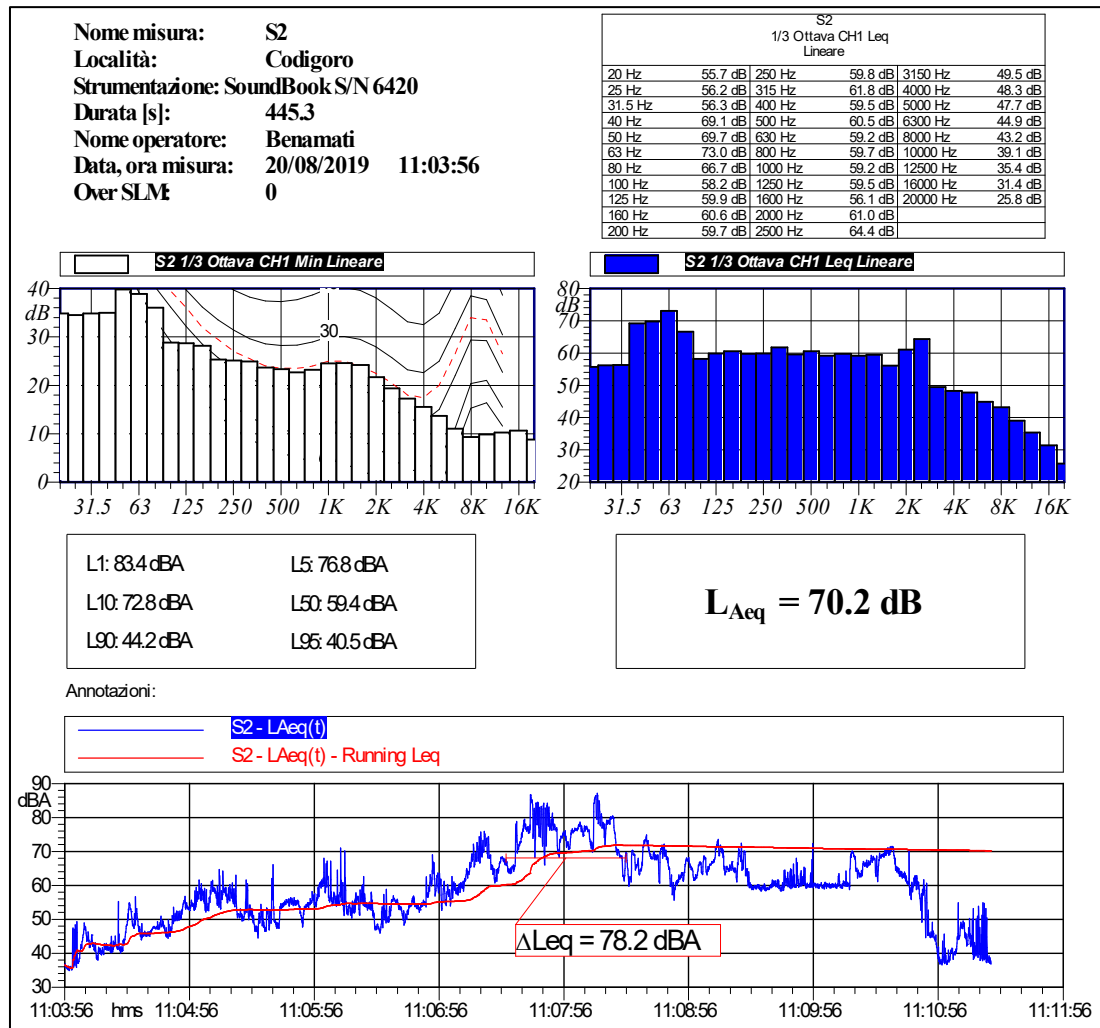 Nome misura: S2
Località: Codigoro
Strumentazione: SoundBook S/N 6420
Durata [s]: 445.3
Nome operatore: Benamati
Data, ora misura: 20/08/2019 11:03:56
Over SLM: 0
S2
1/3 Ottava CH1 Leq
Lineare
20 Hz 55.7 dB 250 Hz 59.8 dB 3150 Hz 49.5 dB
25 Hz 56.2 dB 315 Hz 61.8 dB 4000 Hz 48.3 dB
31.5 Hz 56.3 dB 400 Hz 59.5 dB 5000 Hz 47.7 dB
40 Hz 69.1 dB 500 Hz 60.5 dB 6300 Hz 44.9 dB
50 Hz 69.7 dB 630 Hz 59.2 dB 8000 Hz 43.2 dB
63 Hz 73.0 dB 800 Hz 59.7 dB 10000 Hz 39.1 dB
80 Hz 66.7 dB 1000 Hz 59.2 dB 12500 Hz 35.4 dB
100 Hz 58.2 dB 1250 Hz 59.5 dB 16000 Hz 31.4 dB
125 Hz 59.9 dB 1600 Hz 56.1 dB 20000 Hz 25.8 dB
160 Hz 60.6 dB 2000 Hz 61.0 dB
200 Hz 59.7 dB 2500 Hz 64.4 dB
S2 1/3 Ottava CH1 Min Lineare
40
dB
30
20
10
0
30
31.5 63 125 250 500 1K 2K 4K 8K 16K
S2 1/3 Ottava CH1 Leq Lineare
80
dB
70
60
50
40
30
20
31.5 63 125 250 500 1K 2K 4K 8K 16K
L1: 83.4 dBA L5: 76.8 dBA
L10: 72.8 dBA L50: 59.4 dBA
L90: 44.2 dBA L95: 40.5 dBA
LAeq = 70.2 dB
Annotazioni:
S2 - LAeq(t)
S2 - LAeq(t) - Running Leq
90
dBA
80
70
60
50
40
30
ΔLeq = 78.2 dBA
11:03:56 hms 11:04:56 11:05:56 11:06:56 11:07:56 11:08:56 11:09:56 11:10:56 11:11:56